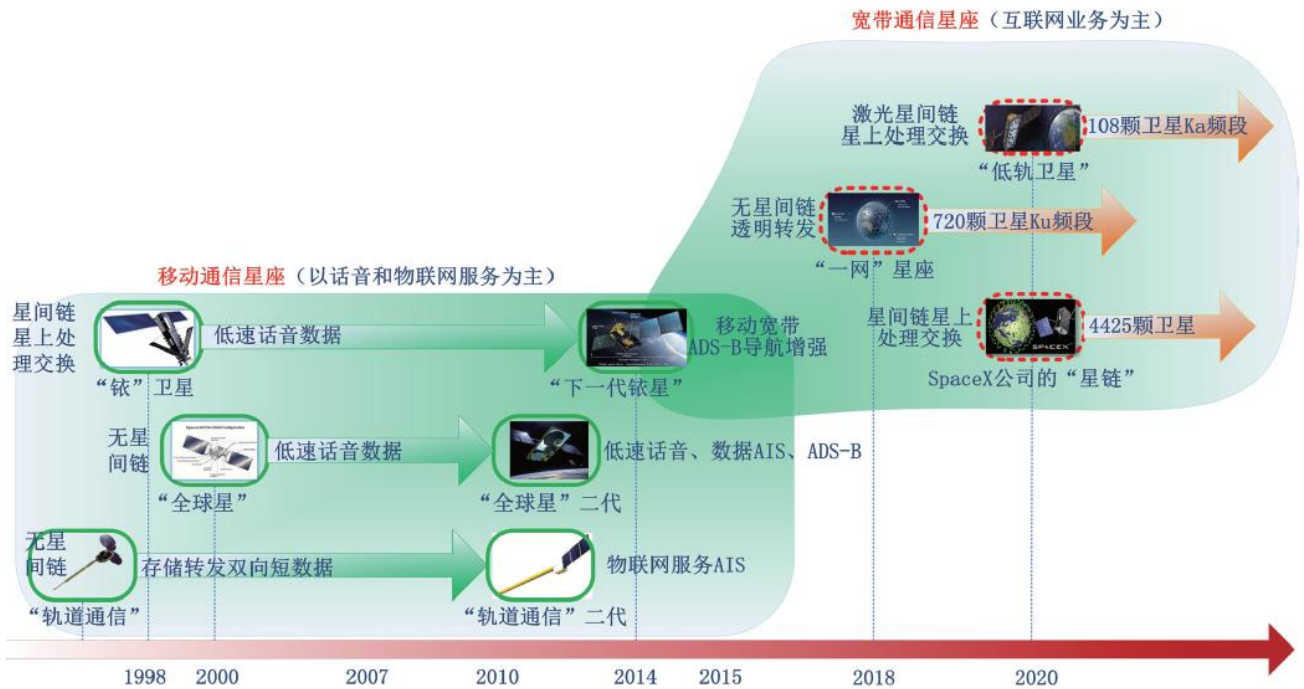 宽带通信星座（互联网业务为主）
激光星间链
星上处理交换
108颗卫星Ka频段
“低轨卫星”
无星间链
透明转发
720颗卫星Ku频段
“一网”星座
移动通信星座（以话音和物联网服务为主）
星间链
星上处
理交换
低速话音数据
移动宽带
ADS-B导航增强
星间链星上
处理交换
SPACEX
4425颗卫星
“铱”卫星
“下一代铱星”
SpaceX公司的“星链”
无星
间链
低速话音数据
低速话音、数据AIS、ADS-B
“全球星”
“全球星”二代
无星
间链
存储转发双向短数据
物联网服务AIS
“轨道通信”
“轨道通信”二代
1998
2000
2007
2010
2014
2015
2018
2020